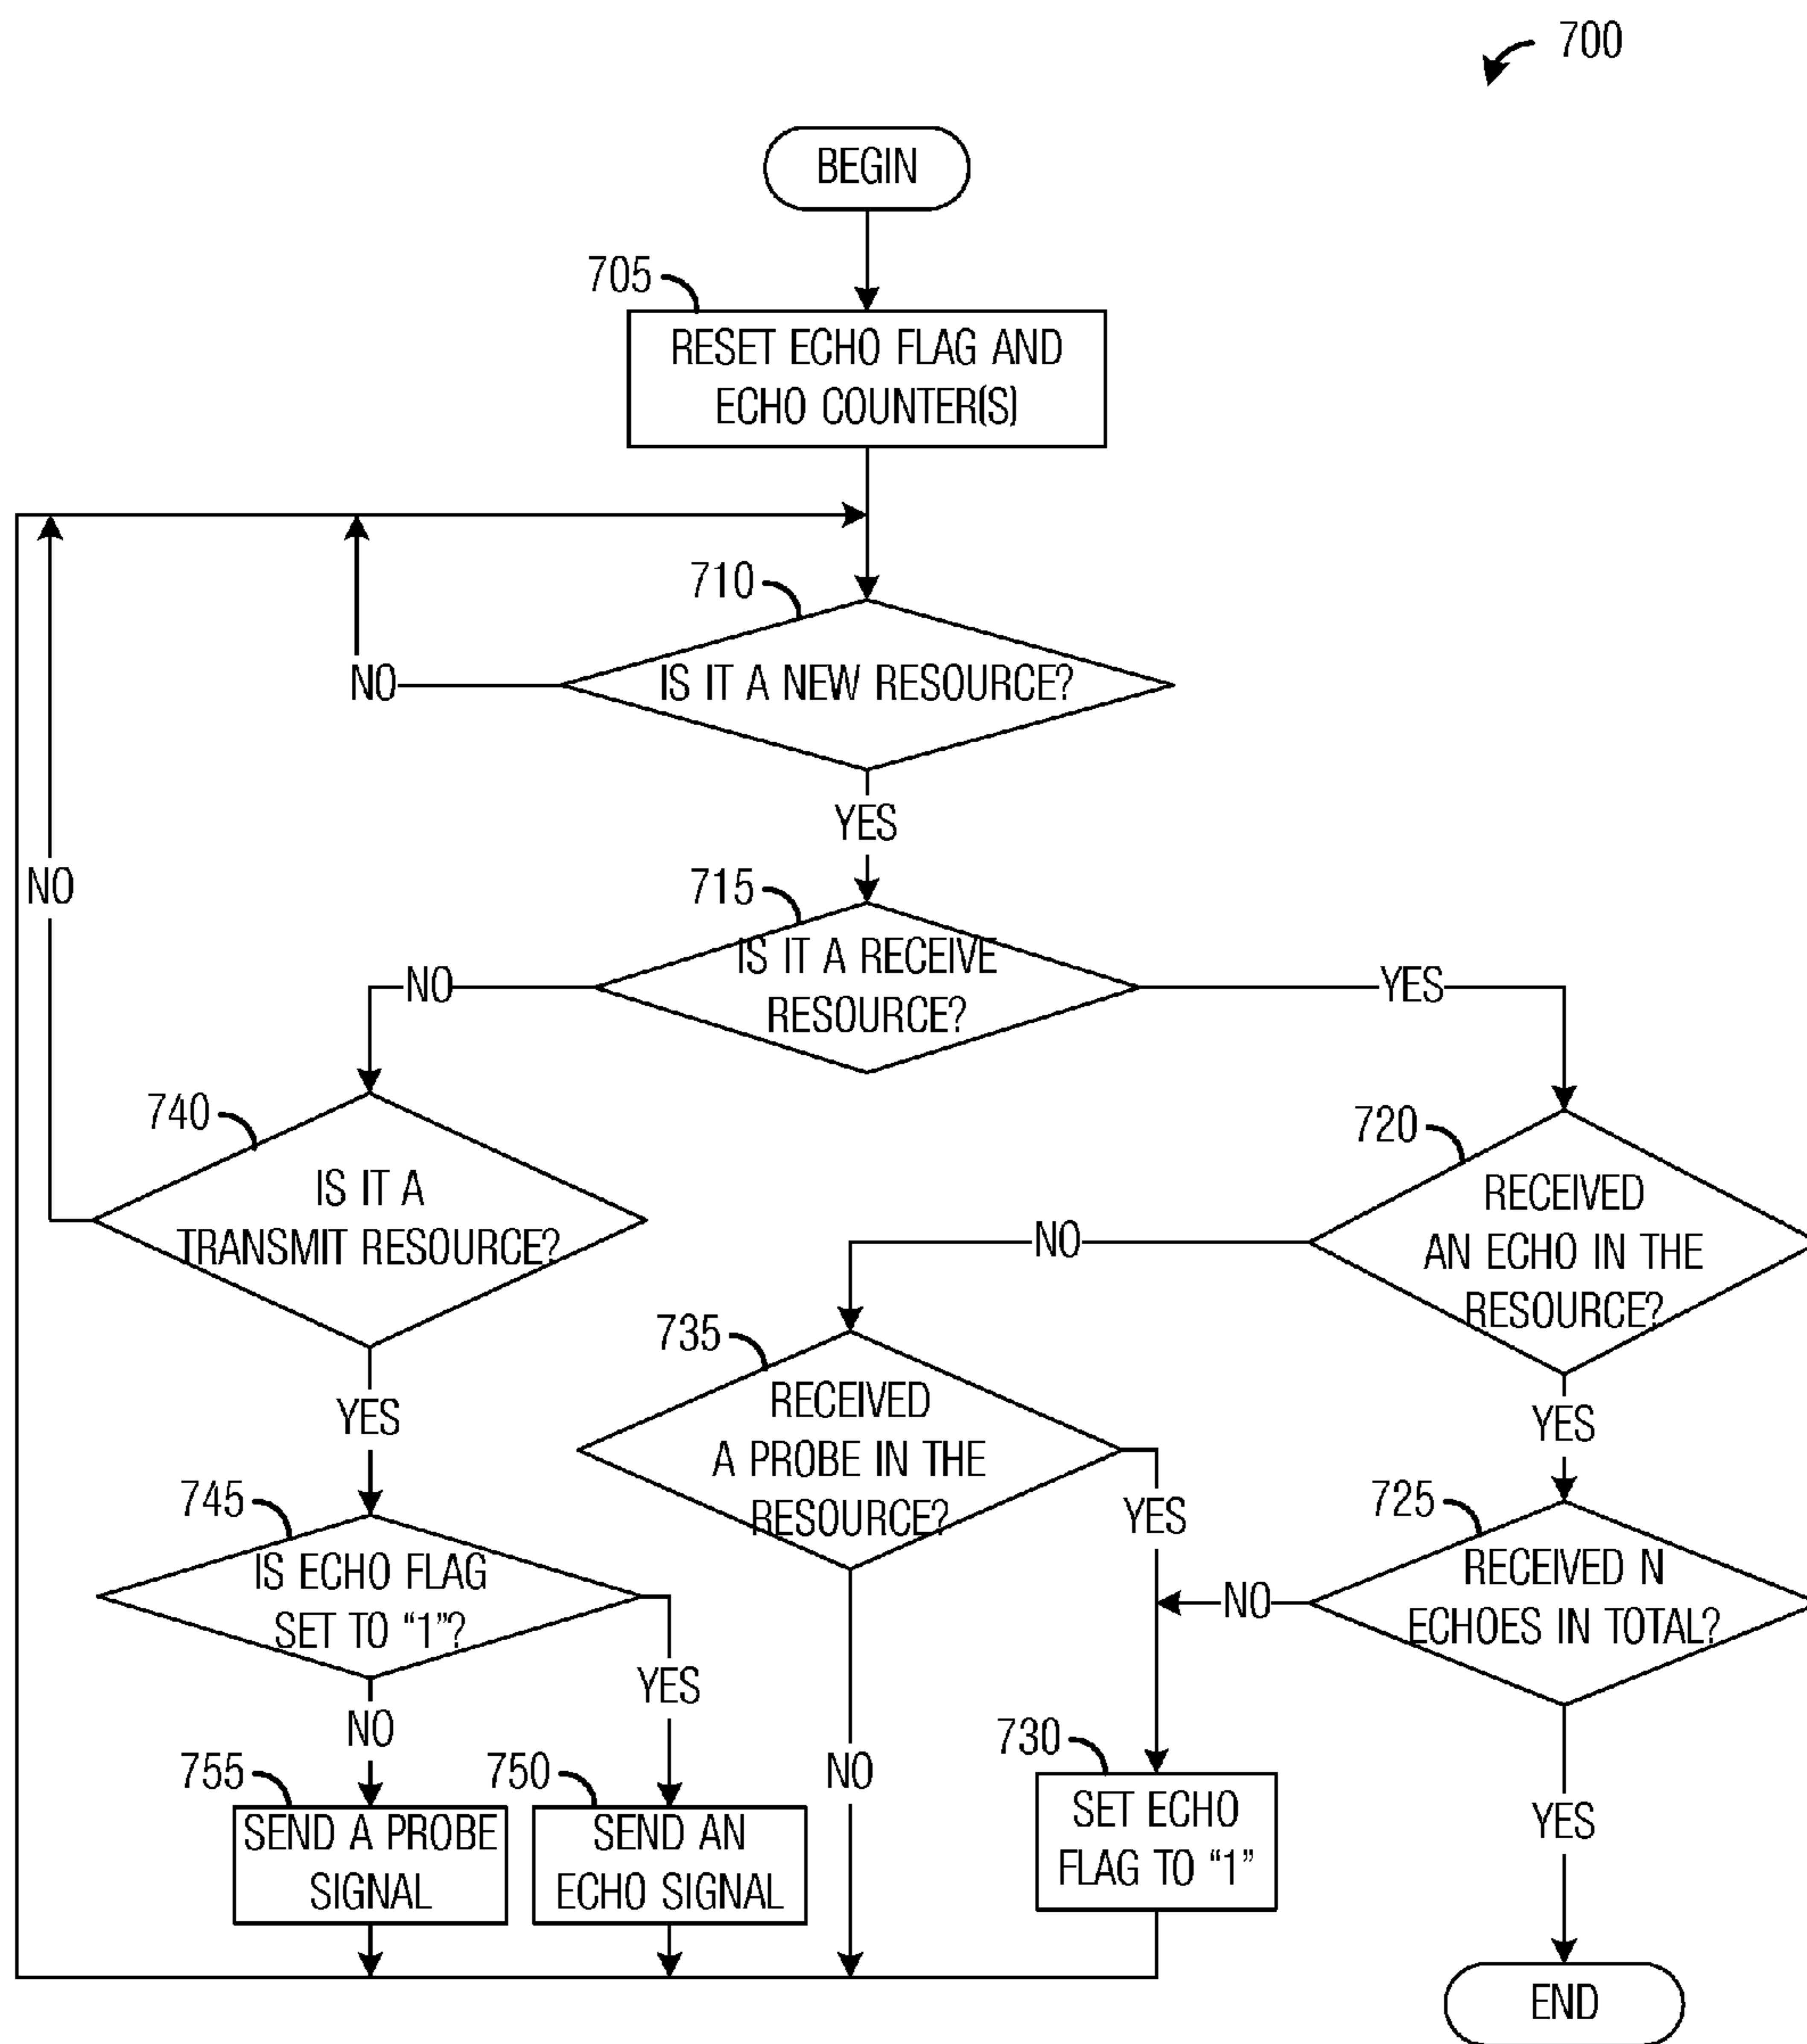 700
BEGIN
705
RESET ECHO FLAG AND
ECHO COUNTER(S)
710
IS IT A NEW RESOURCE?
NO
YES
715
IS IT A RECEIVE
RESOURCE?
NO
YES
NO
740
IS IT A
TRANSMIT RESOURCE?
720
RECEIVED
AN ECHO IN THE
RESOURCE?
NO
YES
735
RECEIVED
A PROBE IN THE
RESOURCE?
YES
YES
745
IS ECHO FLAG
SET TO “1”?
725
RECEIVED N
ECHOES IN TOTAL?
NO
YES
NO
NO
YES
755
SEND A PROBE
SIGNAL
750
SEND AN
ECHO SIGNAL
730
SET ECHO
FLAG TO “1”
END